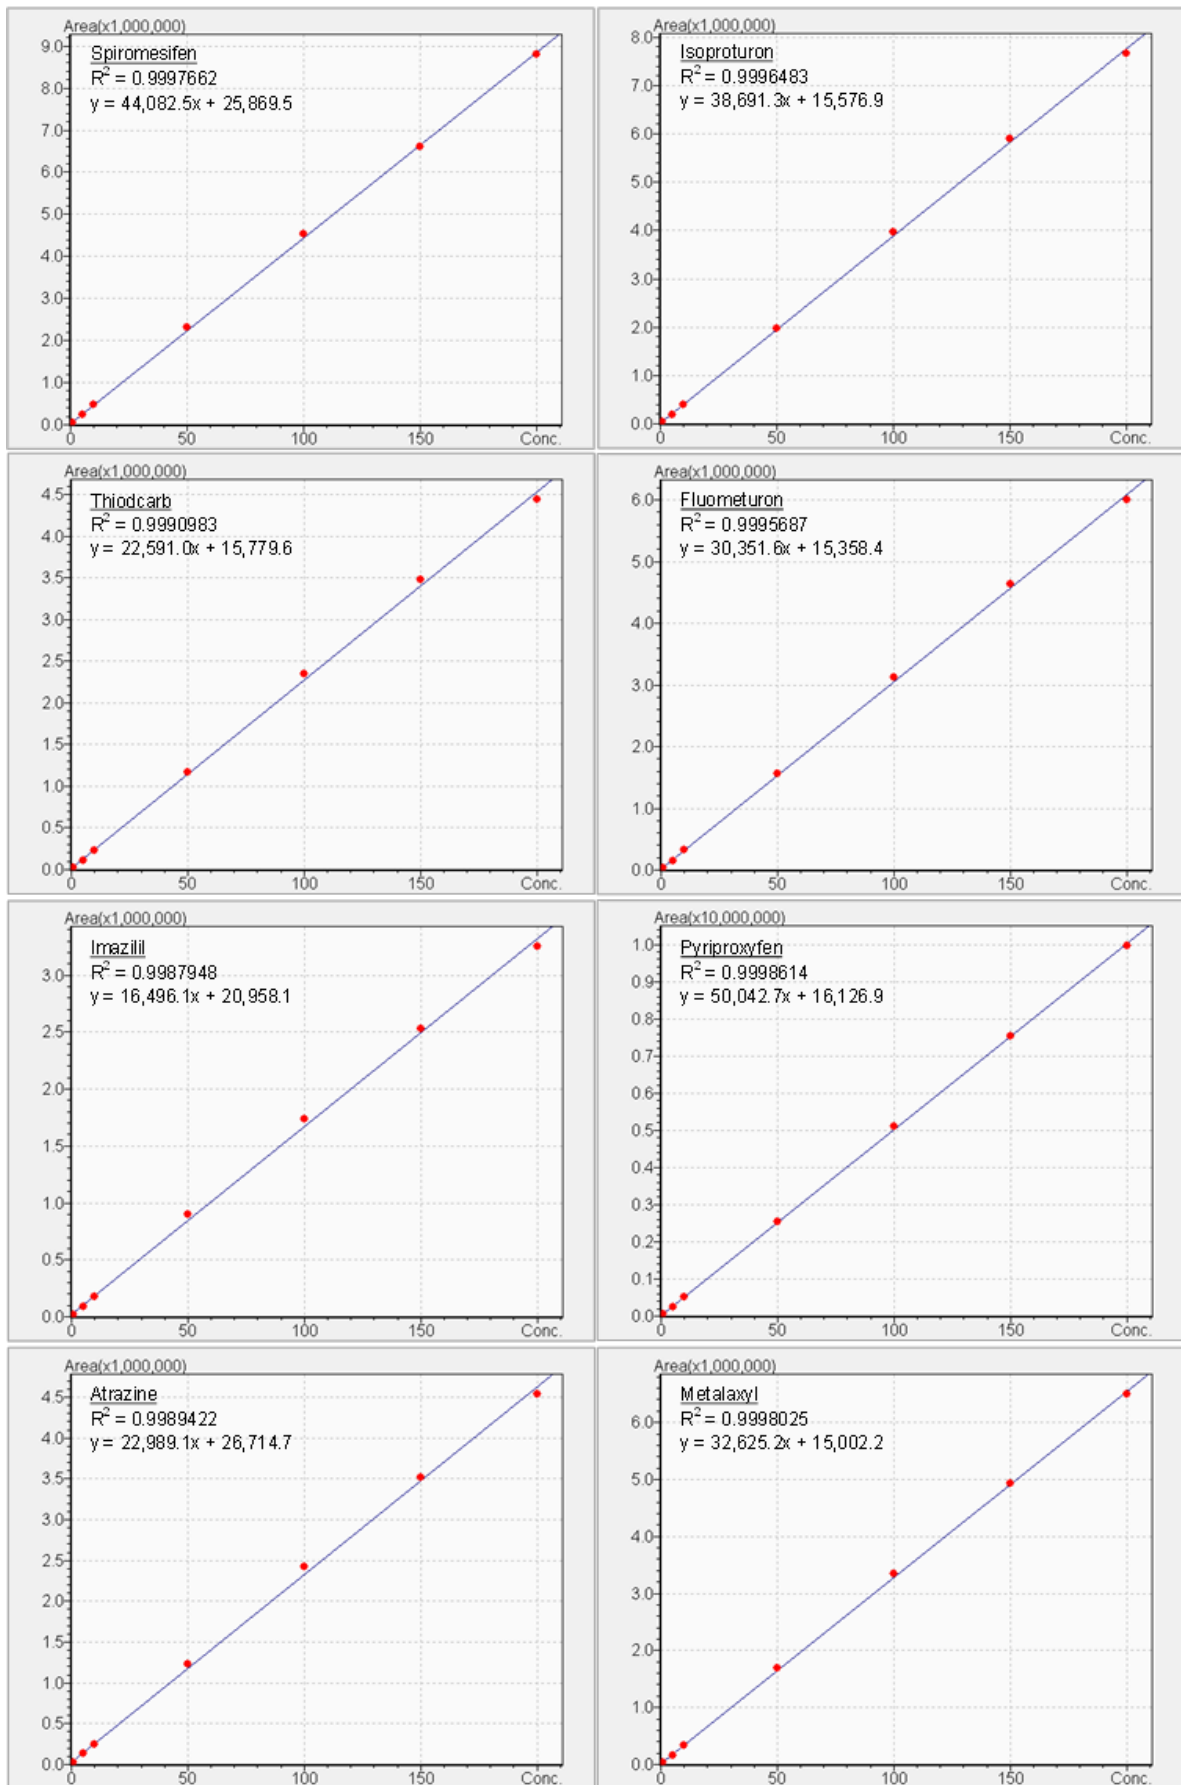 Area(x1,000,000)
Spiromesifen
R² = 0.9997662
y = 44,082.5x + 25,869.5
9.0
8.0
7.0
6.0
5.0
4.0
3.0
2.0
1.0
0.0
0 50 100 150 Conc.
Area(x1,000,000)
Isoproturon
R² = 0.9996483
y = 38,691.3x + 15,576.9
8.0
7.0
6.0
5.0
4.0
3.0
2.0
1.0
0.0
0 50 100 150 Conc.
Area(x1,000,000)
Thiodcarb
R² = 0.9990983
y = 22,591.0x + 15,779.6
4.5
4.0
3.5
3.0
2.5
2.0
1.5
1.0
0.5
0.0
0 50 100 150 Conc.
Area(x1,000,000)
Fluometuron
R² = 0.9995687
y = 30,351.6x + 15,358.4
6.0
5.0
4.0
3.0
2.0
1.0
0.0
0 50 100 150 Conc.
Area(x1,000,000)
Imazilil
R² = 0.9987948
y = 16,496.1x + 20,958.1
3.0
2.5
2.0
1.5
1.0
0.5
0.0
0 50 100 150 Conc.
Area(x10,000,000)
Pyriproxyfen
R² = 0.9998614
y = 50,042.7x + 16,126.9
1.0
0.9
0.8
0.7
0.6
0.5
0.4
0.3
0.2
0.1
0.0
0 50 100 150 Conc.
Area(x1,000,000)
Atrazine
R² = 0.9989422
y = 22,989.1x + 26,714.7
4.5
4.0
3.5
3.0
2.5
2.0
1.5
1.0
0.5
0.0
0 50 100 150 Conc.
Area(x1,000,000)
Metalaxyl
R² = 0.9998025
y = 32,625.2x + 15,002.2
6.0
5.0
4.0
3.0
2.0
1.0
0.0
0 50 100 150 Conc.